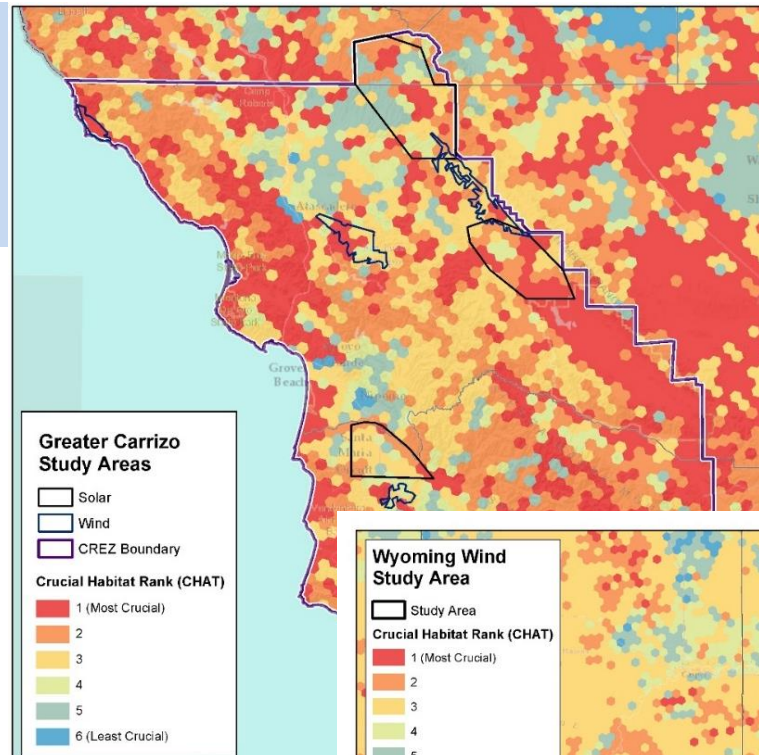 Atascadero
Grover
Beach
Santa
Maria
Greater Carrizo
Study Areas
Solar
Wind
CREZ Boundary
Crucial Habitat Rank (CHAT)
1 (Most Crucial)
2
3
4
5
6 (Least Crucial)
Wyoming Wind
Study Area
Study Area
Crucial Habitat Rank (CHAT)
1 (Most Crucial)
2
3
4
5